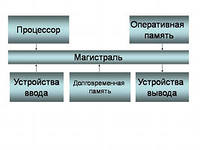 Процессор
Оперативная
память
Магистраль
Устройства
ввода
Долговременная
память
Устройства
вывода